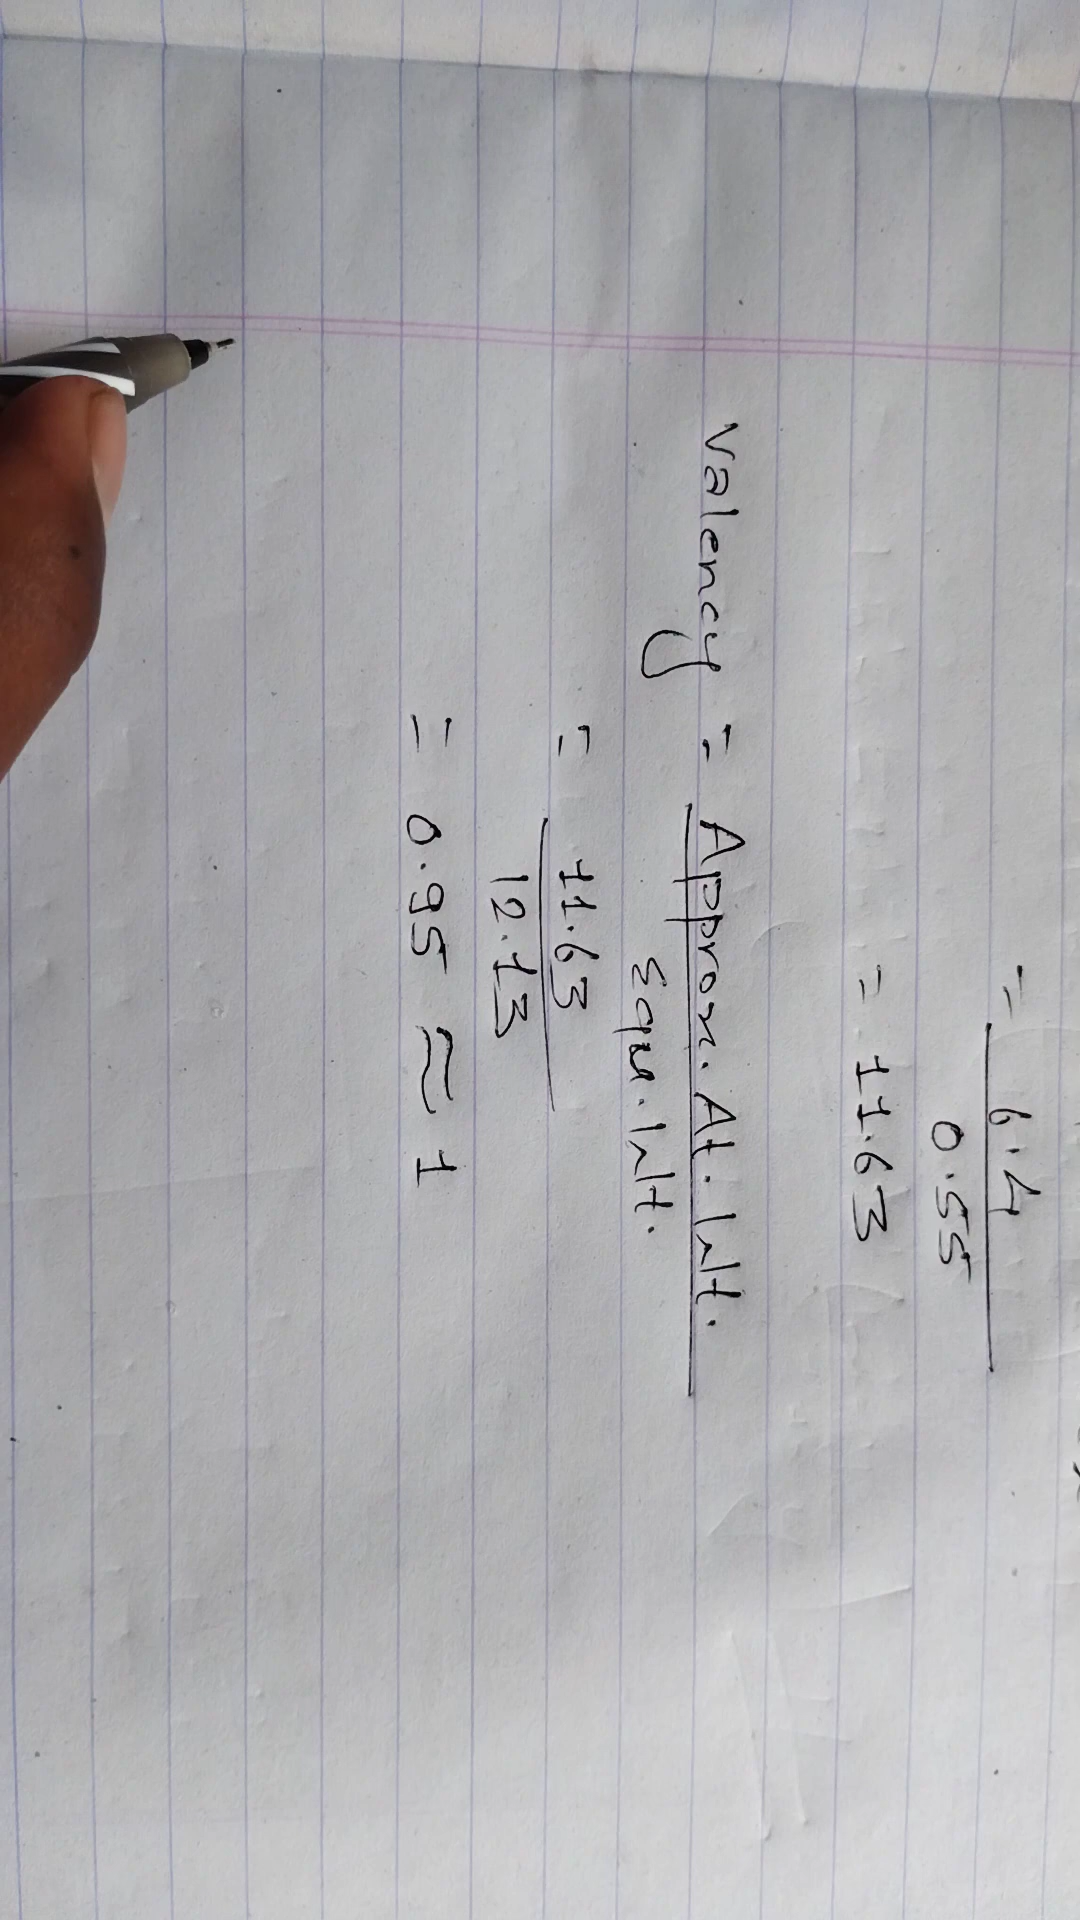 = 6.4
0.55
= 11.63
Valency = Approx. At. Wt.
Equ. Wt.
= 11.63
12.13
= 0.95 ≈ 1